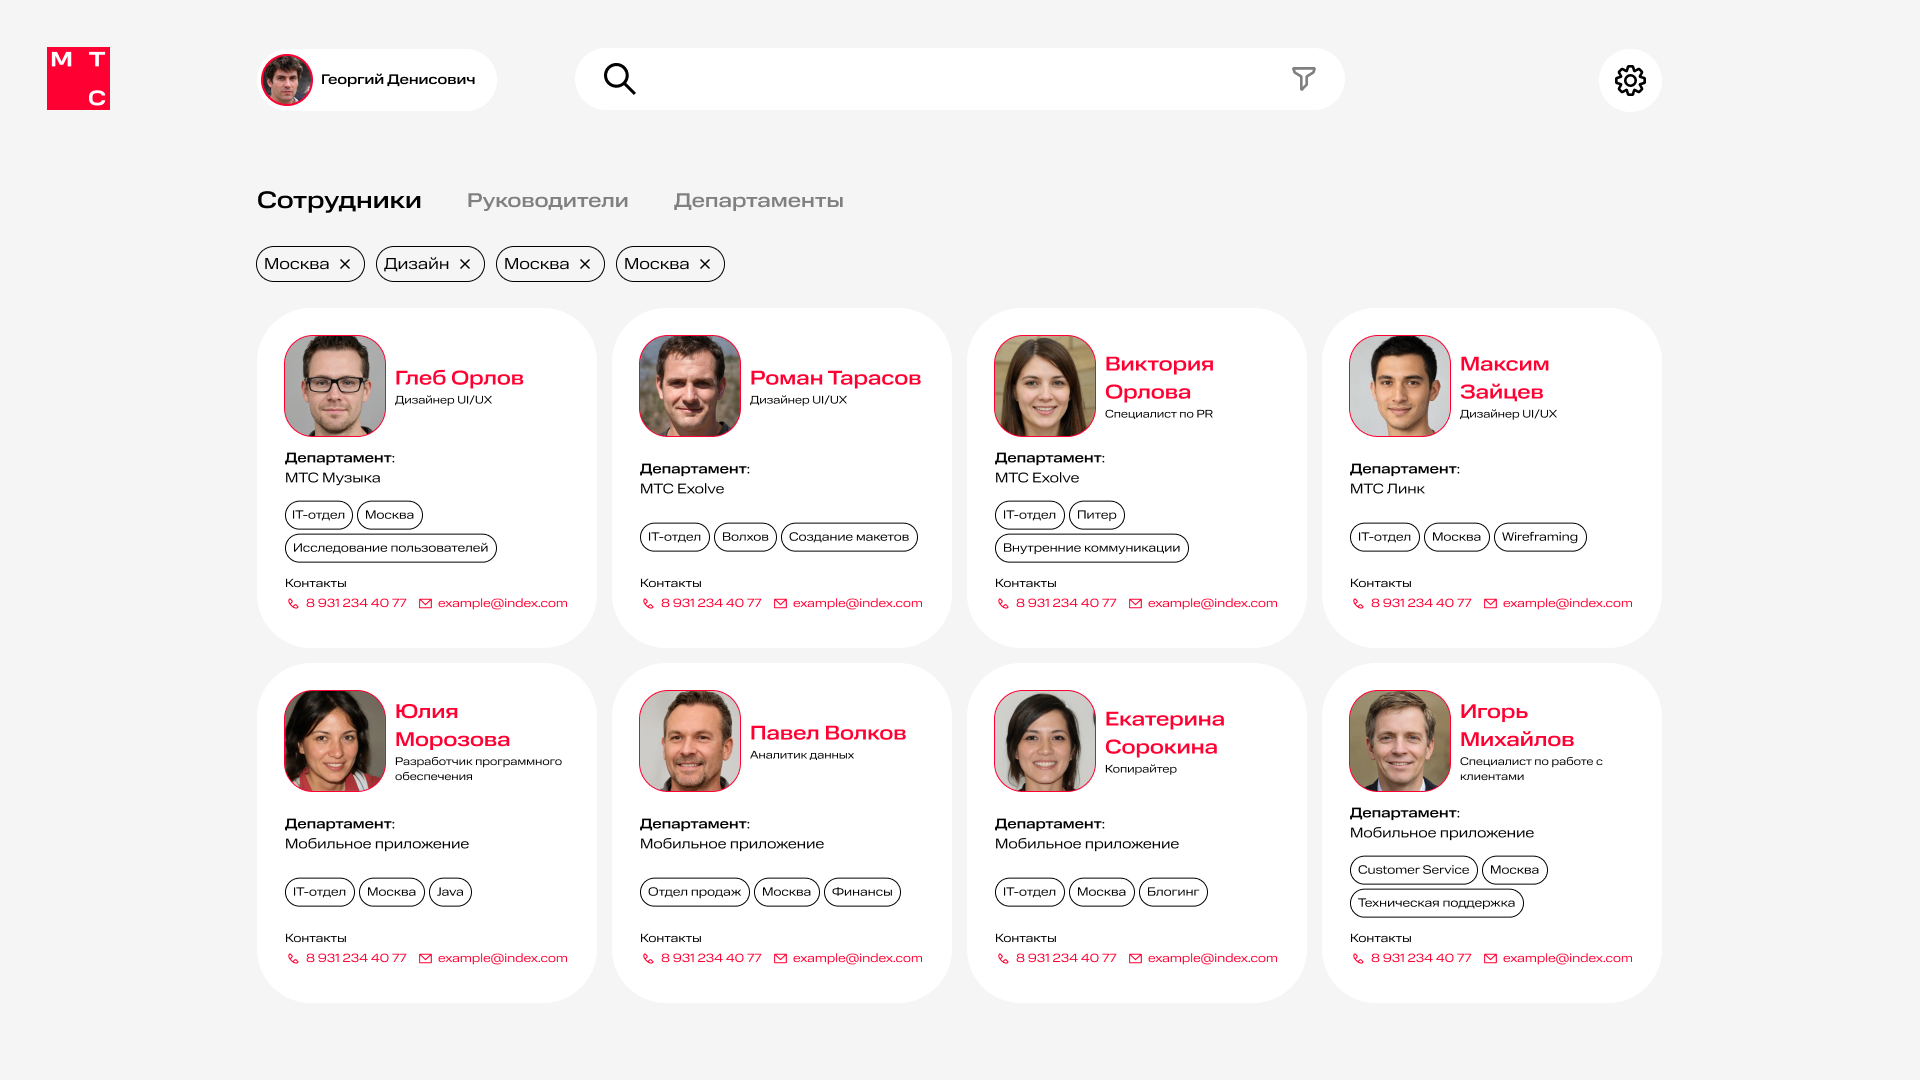 М Т
С
Георгий Денисович
Сотрудники Руководители Департаменты
Москва × Дизайн × Москва × Москва ×
Глеб Орлов
Дизайнер UI/UX
Департамент:
МТС Музыка
IT-отдел Москва
Исследование пользователей
Контакты
8 931 234 40 77 example@index.com
Роман Тарасов
Дизайнер UI/UX
Департамент:
МТС Exolve
IT-отдел Волхов Создание макетов
Контакты
8 931 234 40 77 example@index.com
Виктория
Орлова
Специалист по PR
Департамент:
МТС Exolve
IT-отдел Питер
Внутренние коммуникации
Контакты
8 931 234 40 77 example@index.com
Максим
Зайцев
Дизайнер UI/UX
Департамент:
МТС Линк
IT-отдел Москва Wireframing
Контакты
8 931 234 40 77 example@index.com
Юлия
Морозова
Разработчик программного
обеспечения
Департамент:
Мобильное приложение
IT-отдел Москва Java
Контакты
8 931 234 40 77 example@index.com
Павел Волков
Аналитик данных
Департамент:
Мобильное приложение
Отдел продаж Москва Финансы
Контакты
8 931 234 40 77 example@index.com
Екатерина
Сорокина
Копирайтер
Департамент:
Мобильное приложение
IT-отдел Москва Блогинг
Контакты
8 931 234 40 77 example@index.com
Игорь
Михайлов
Специалист по работе с
клиентами
Департамент:
Мобильное приложение
Customer Service Москва
Техническая поддержка
Контакты
8 931 234 40 77 example@index.com